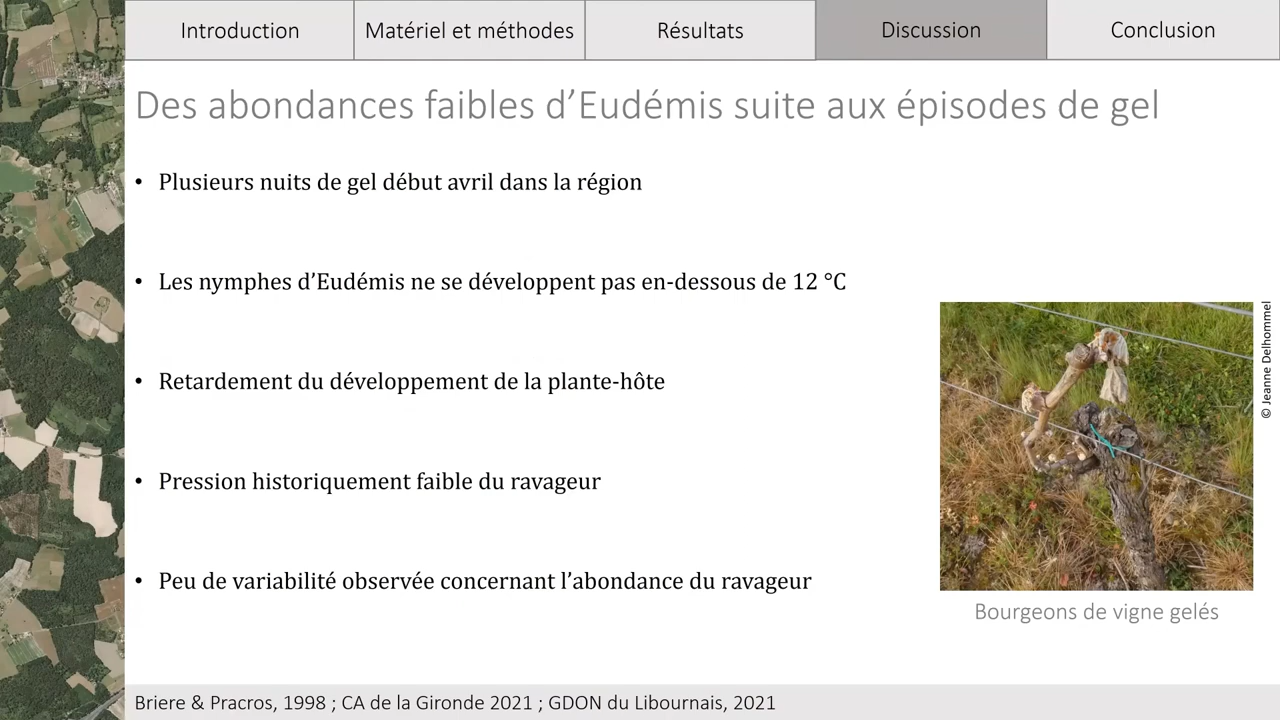 Introduction
Matériel et méthodes
Résultats
Discussion
Conclusion
Des abondances faibles d’Eudémis suite aux épisodes de gel
• Plusieurs nuits de gel début avril dans la région
• Les nymphes d’Eudémis ne se développent pas en-dessous de 12 °C
• Retardement du développement de la plante-hôte
• Pression historiquement faible du ravageur
• Peu de variabilité observée concernant l’abondance du ravageur
© Jeanne Delhommel
Bourgeons de vigne gelés
Briere & Pracros, 1998 ; CA de la Gironde 2021 ; GDON du Libournais, 2021